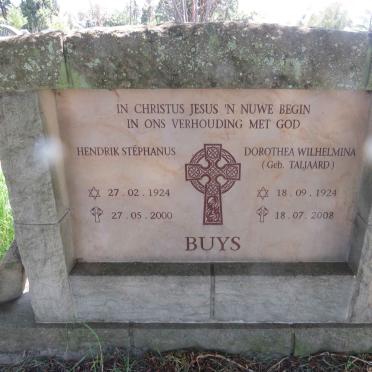 IN CHRISTUS JESUS 'N NUWE BEGIN
IN ONS VERHOUDING MET GOD
HENDRIK STEPHANUS
27 . 02 . 1924
27 . 05 . 2000
DOROTHEA WILHELMINA
(Geb. TALJAARD)
18 . 09 . 1924
18 . 07 . 2008
BUYS